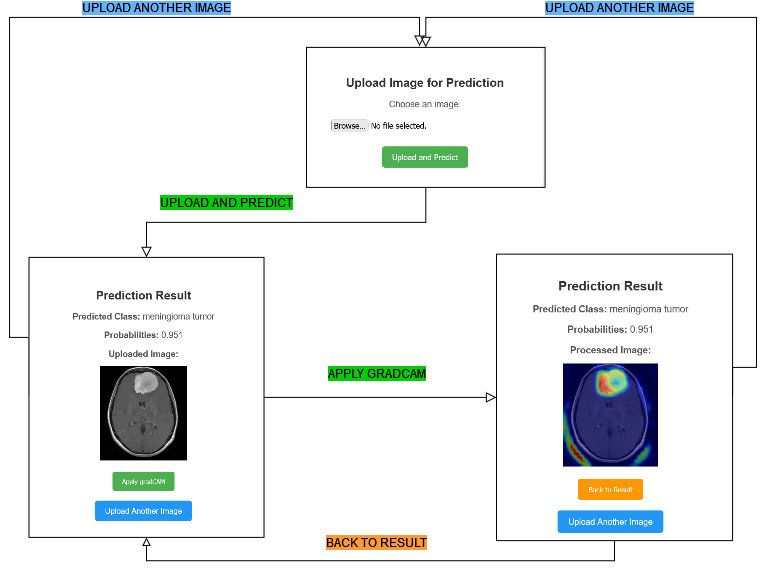 UPLOAD ANOTHER IMAGE
UPLOAD ANOTHER IMAGE
Upload Image for Prediction
Choose an image:
Browse... No file selected.
Upload and Predict
UPLOAD AND PREDICT
Prediction Result
Predicted Class: meningioma tumor
Probabilities: 0.951
Uploaded Image:
Apply gradCAM
Upload Another Image
APPLY GRADCAM
Prediction Result
Predicted Class: meningioma tumor
Probabilities: 0.951
Processed Image:
Back to Result
Upload Another Image
BACK TO RESULT